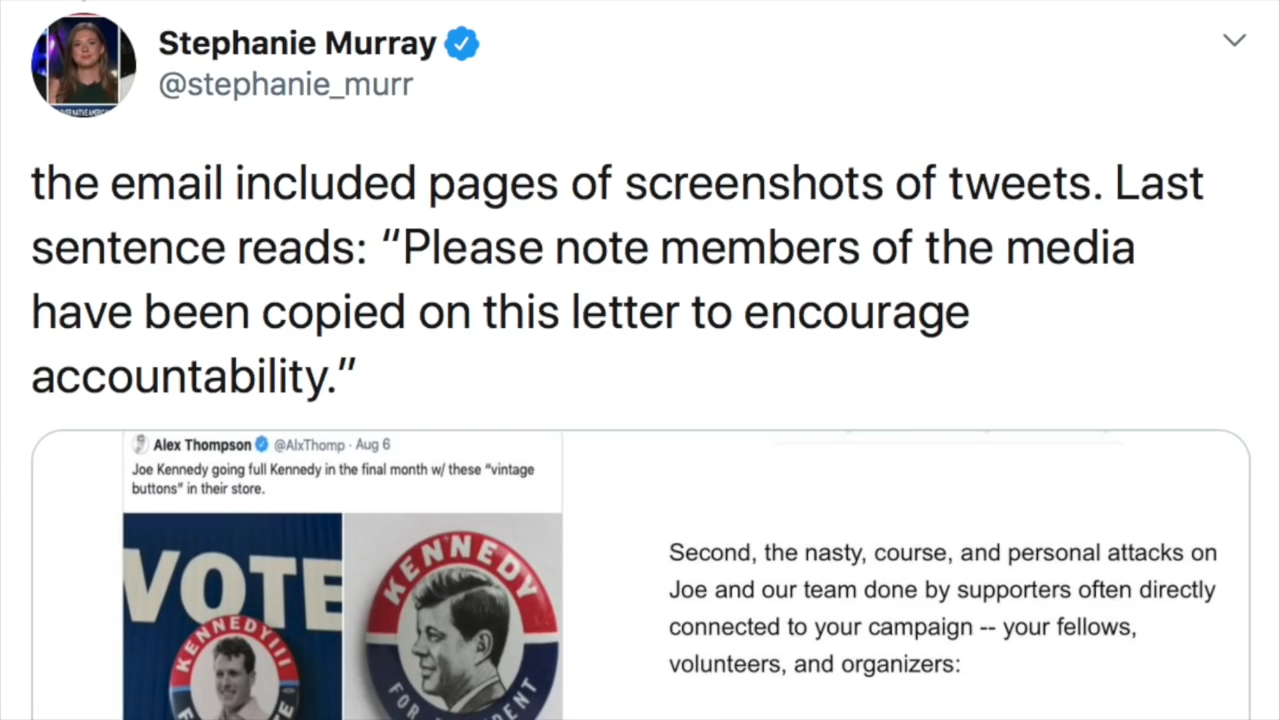 Stephanie Murray
@stephanie_murr
the email included pages of screenshots of tweets. Last
sentence reads: “Please note members of the media
have been copied on this letter to encourage
accountability.”
Alex Thompson @AlxThomp · Aug 6
Joe Kennedy going full Kennedy in the final month w/ these “vintage
buttons” in their store.
VOTE
KENNEDY III
KENNEDY
FOR
Second, the nasty, course, and personal attacks on
Joe and our team done by supporters often directly
connected to your campaign -- your fellows,
volunteers, and organizers: